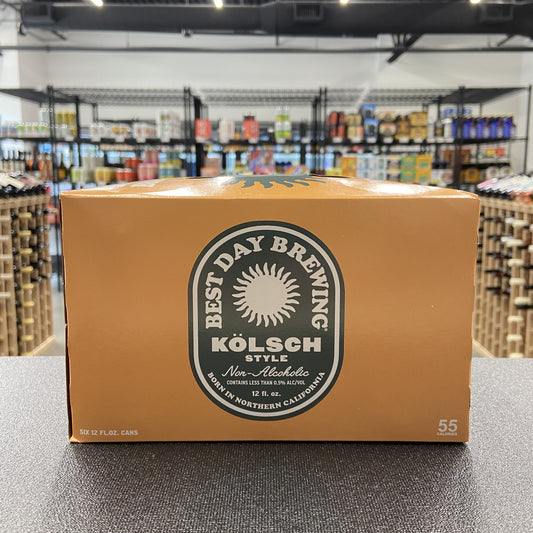 BEST DAY BREWING
KÖLSCH
STYLE
Non-Alcoholic
CONTAINS LESS THAN 0.5% ALC/VOL
12 fl. oz.
BORN IN NORTHERN CALIFORNIA
SIX 12 FL.OZ. CANS
55
CALORIES